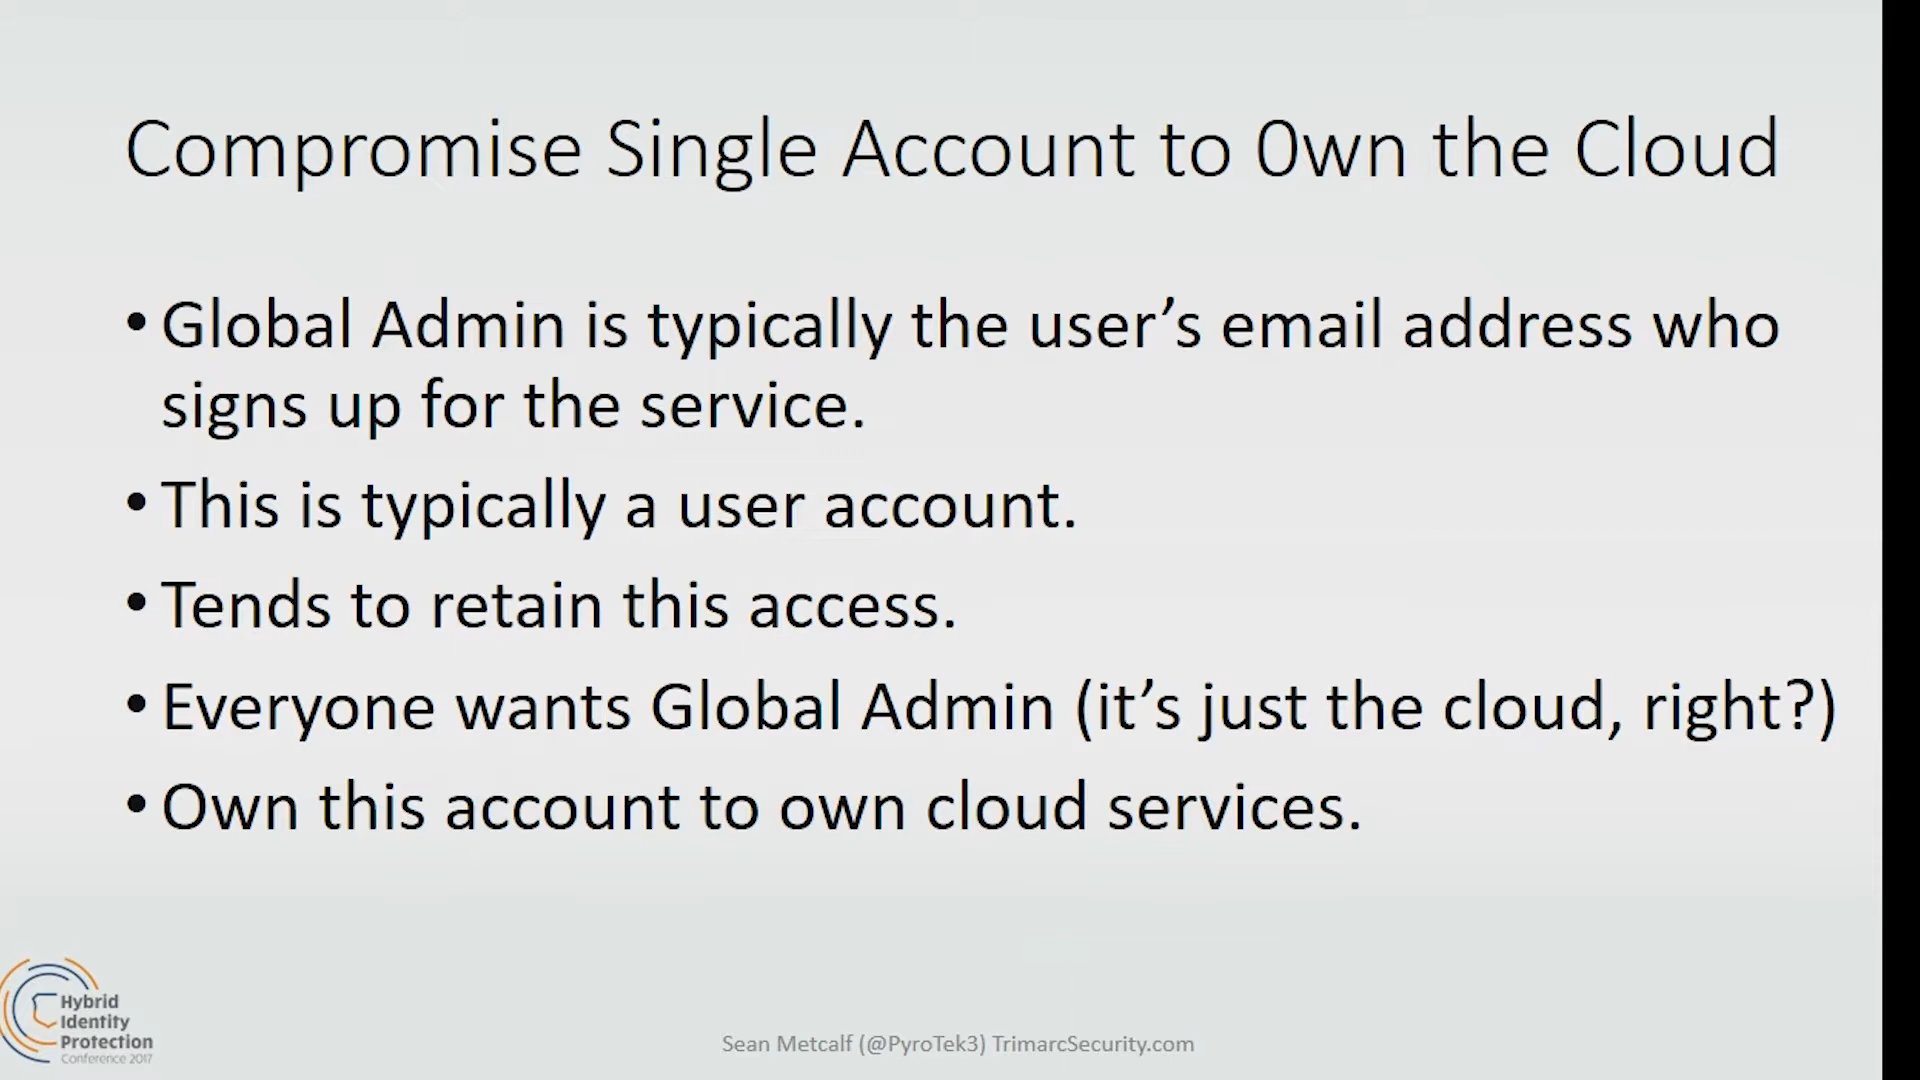 Compromise Single Account to 0wn the Cloud
• Global Admin is typically the user’s email address who
signs up for the service.
• This is typically a user account.
• Tends to retain this access.
• Everyone wants Global Admin (it’s just the cloud, right?)
• Own this account to own cloud services.
Hybrid
Identity
Protection
Conference 2017
Sean Metcalf (@PyroTek3) TrimarcSecurity.com